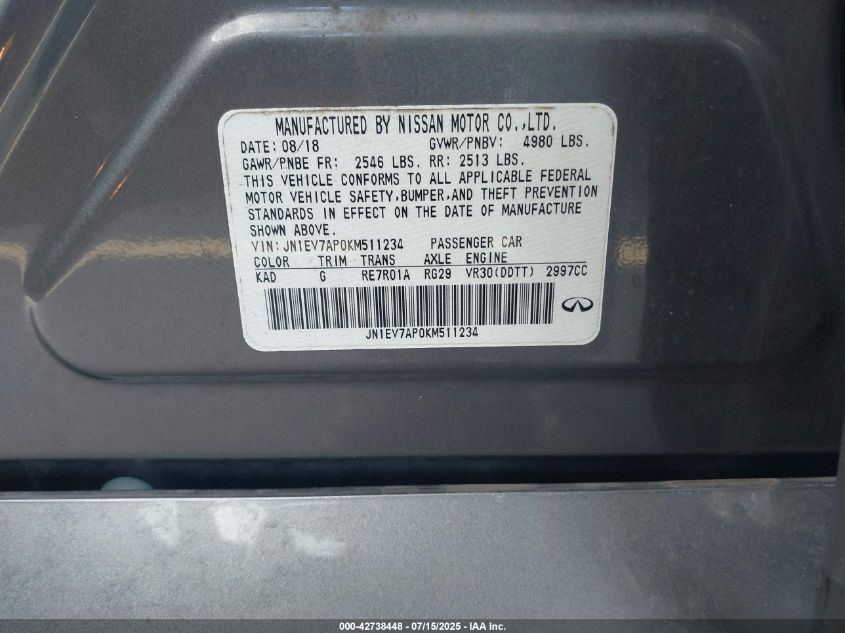 MANUFACTURED BY NISSAN MOTOR CO.,LTD.
DATE: 08/18 GVWR/PNBV: 4980 LBS.
GAWR/PNBE FR: 2546 LBS. RR: 2513 LBS.
THIS VEHICLE CONFORMS TO ALL APPLICABLE FEDERAL
MOTOR VEHICLE SAFETY,BUMPER,AND THEFT PREVENTION
STANDARDS IN EFFECT ON THE DATE OF MANUFACTURE
SHOWN ABOVE.
VIN: JN1EV7AP0KM511234 PASSENGER CAR
COLOR TRIM TRANS AXLE ENGINE
KAD G RE7R01A RG29 VR30(DDTT) 2997CC
JN1EV7AP0KM511234
000-42738448 - 07/15/2025 - IAA Inc.